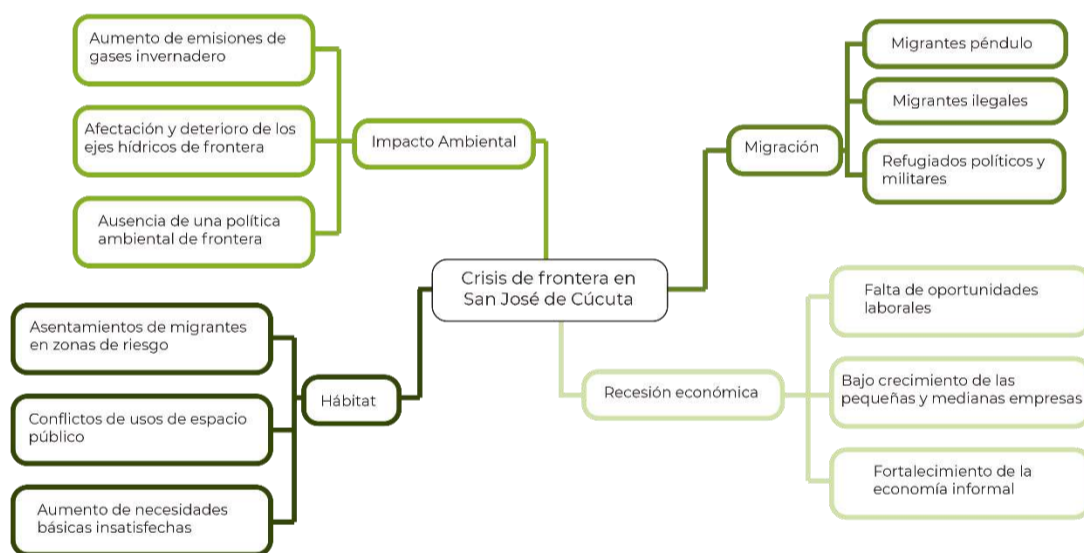 Aumento de emisiones de
gases invernadero
Afectación y deterioro de los
ejes hídricos de frontera
Ausencia de una política
ambiental de frontera
Impacto Ambiental
Migración
Migrantes péndulo
Migrantes ilegales
Refugiados políticos y
militares
Crisis de frontera en
San José de Cúcuta
Asentamientos de migrantes
en zonas de riesgo
Conflictos de usos de espacio
público
Aumento de necesidades
básicas insatisfechas
Hábitat
Recesión económica
Falta de oportunidades
laborales
Bajo crecimiento de las
pequeñas y medianas empresas
Fortalecimiento de la
economía informal